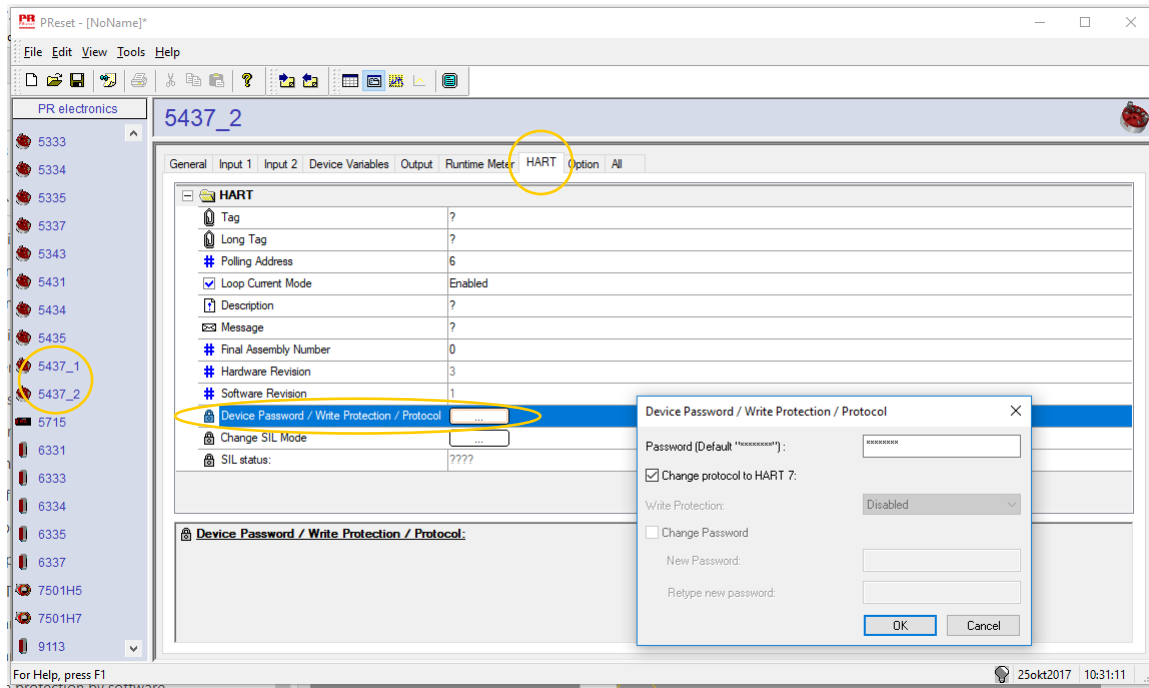 PR
PReset
PReset - [NoName]*
File Edit View Tools Help
PR electronics
5333
5334
5335
5337
5343
5431
5434
5435
5437_1
5437_2
5715
6331
6333
6334
6335
6337
7501H5
7501H7
9113
5437_2
General Input 1 Input 2 Device Variables Output Runtime Meter HART Option All
HART
Tag ?
Long Tag ?
Polling Address 6
Loop Current Mode Enabled
Description ?
Message ?
Final Assembly Number 0
Hardware Revision 3
Software Revision 1
Device Password / Write Protection / Protocol ...
Change SIL Mode ...
SIL status: ????
Device Password / Write Protection / Protocol:
Device Password / Write Protection / Protocol
Password (Default "********") : ********
Change protocol to HART 7:
Write Protection: Disabled
Change Password
New Password:
Retype new password:
OK Cancel
For Help, press F1 25okt2017 10:31:11
protection by software